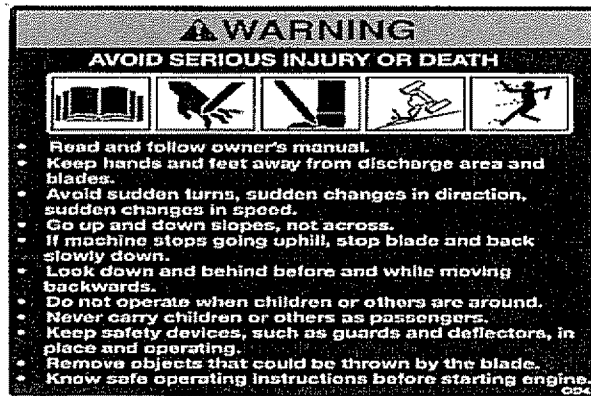 WARNING
AVOID SERIOUS INJURY OR DEATH
• Read and follow owner's manual.
• Keep hands and feet away from discharge area and
blades.
• Avoid sudden turns, sudden changes in direction,
sudden changes in speed.
• Go up and down slopes, not across.
• If machine stops going uphill, stop blade and back
slowly down.
• Look down and behind before and while moving
backwards.
• Do not operate when children or others are around.
• Never carry children or others as passengers.
• Keep safety devices, such as guards and deflectors, in
place and operating.
• Remove objects that could be thrown by the blade.
• Know safe operating instructions before starting engine.